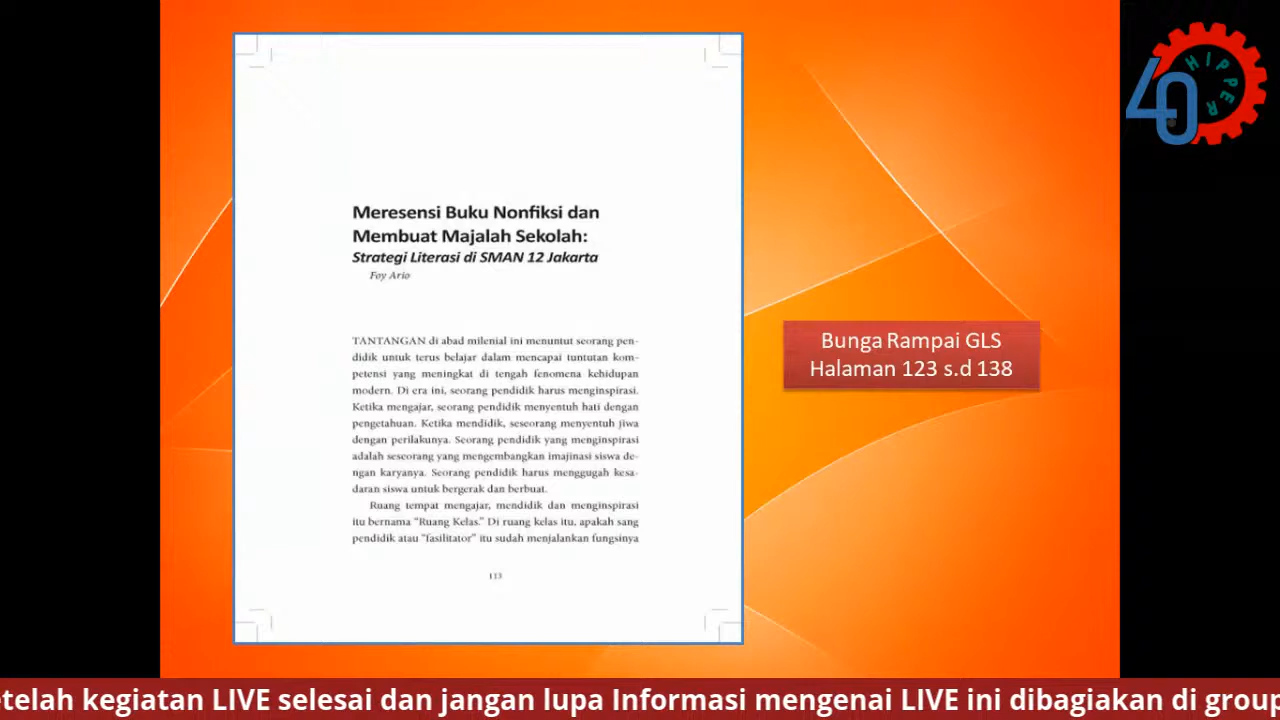 40
HIPPER
Meresensi Buku Nonfiksi dan
Membuat Majalah Sekolah:
Strategi Literasi di SMAN 12 Jakarta
Foy Ario
TANTANGAN di abad milenial ini menuntut seorang pen-
didik untuk terus belajar dalam mencapai tuntutan kom-
petensi yang meningkat di tengah fenomena kehidupan
modern. Di era ini, seorang pendidik harus menginspirasi.
Ketika mengajar, seorang pendidik menyentuh hati dengan
pengetahuan. Ketika mendidik, seseorang menyentuh jiwa
dengan perilakunya. Seorang pendidik yang menginspirasi
adalah seseorang yang mengembangkan imajinasi siswa de-
ngan karyanya. Seorang pendidik harus menggugah kesa-
daran siswa untuk bergerak dan berbuat.
Ruang tempat mengajar, mendidik dan menginspirasi
itu bernama “Ruang Kelas.” Di ruang kelas itu, apakah sang
pendidik atau “fasilitator” itu sudah menjalankan fungsinya
113
Bunga Rampai GLS
Halaman 123 s.d 138
etelah kegiatan LIVE selesai dan jangan lupa Informasi mengenai LIVE ini dibagiakan di group